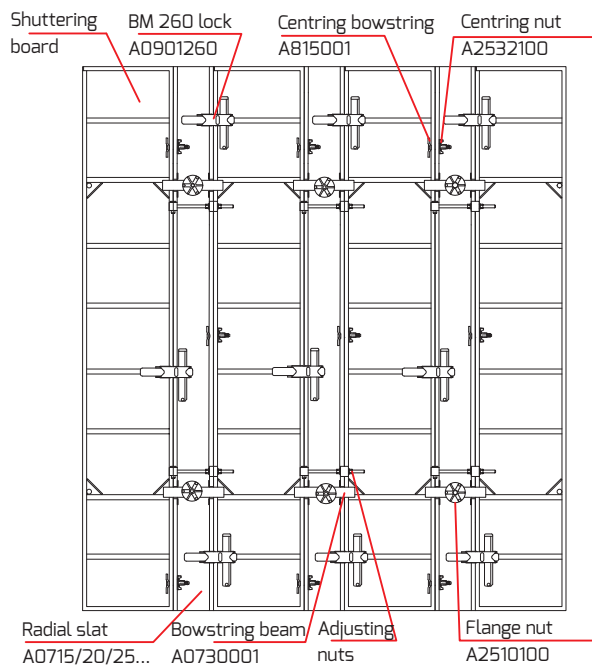 Shuttering
board
BM 260 lock
A0901260
Centring bowstring
A815001
Centring nut
A2532100
Radial slat
A0715/20/25...
Bowstring beam
A0730001
Adjusting
nuts
Flange nut
A2510100